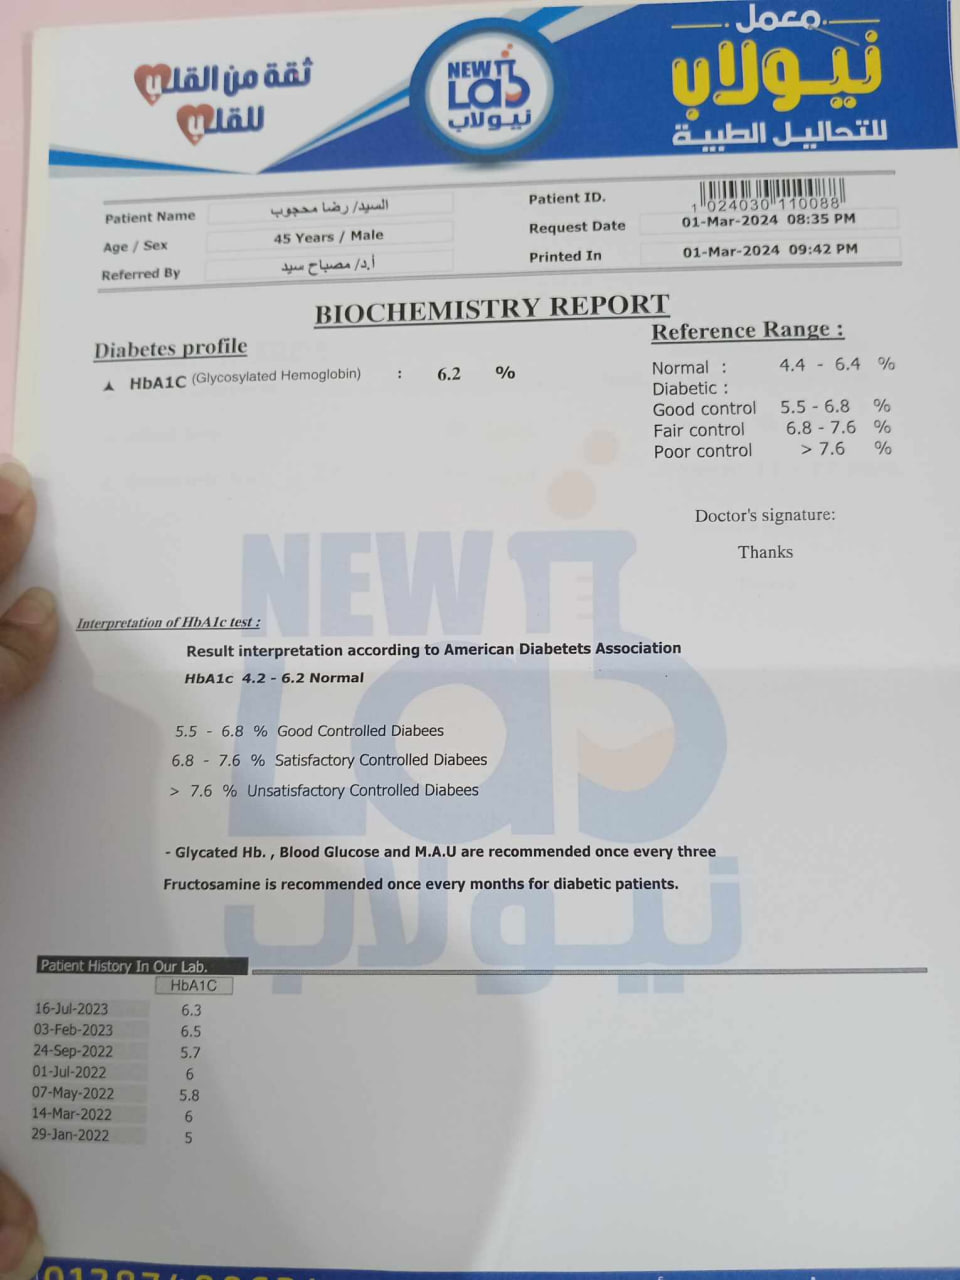 ثقة من القلب
للقلب
NEW
Lab
نيولاب
معمل
نيولاب
للتحاليل الطبية
Patient Name السيد/ رضا محجوب
Age / Sex 45 Years / Male
Referred By أ.د/ مصباح سيد
Patient ID. 1 024030 110088
Request Date 01-Mar-2024 08:35 PM
Printed In 01-Mar-2024 09:42 PM
BIOCHEMISTRY REPORT
Diabetes profile
HbA1C (Glycosylated Hemoglobin) : 6.2 %
Reference Range :
Normal : 4.4 - 6.4 %
Diabetic :
Good control 5.5 - 6.8 %
Fair control 6.8 - 7.6 %
Poor control > 7.6 %
Doctor's signature:
Thanks
NEW
Lab
نيولاب
Interpretation of HbA1c test :
Result interpretation according to American Diabetets Association
HbA1c 4.2 - 6.2 Normal
5.5 - 6.8 % Good Controlled Diabees
6.8 - 7.6 % Satisfactory Controlled Diabees
> 7.6 % Unsatisfactory Controlled Diabees
- Glycated Hb. , Blood Glucose and M.A.U are recommended once every three
Fructosamine is recommended once every months for diabetic patients.
Patient History In Our Lab.
HbA1C
16-Jul-2023 6.3
03-Feb-2023 6.5
24-Sep-2022 5.7
01-Jul-2022 6
07-May-2022 5.8
14-Mar-2022 6
29-Jan-2022 5